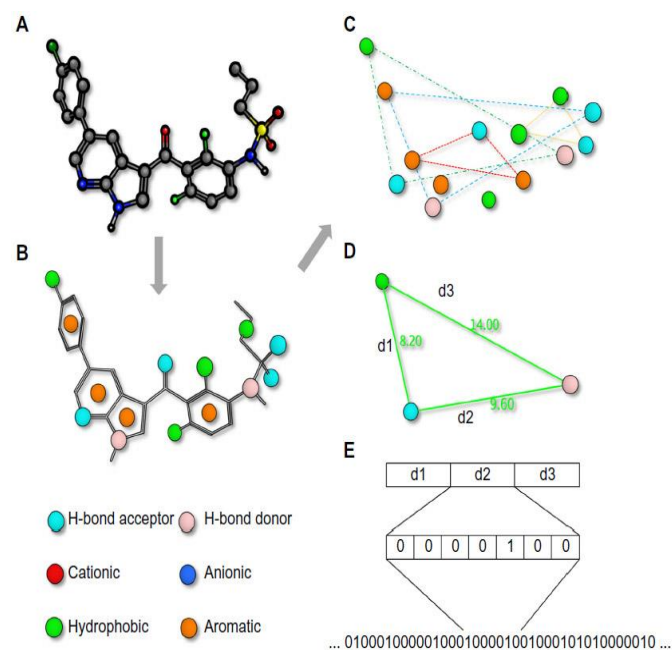 A
C
B
D
d3
14.00
8.20
d1
9.60
d2
E
d1 d2 d3
0 0 0 0 1 0 0
H-bond acceptor H-bond donor
Cationic Anionic
Hydrophobic Aromatic
... 010001000001000100001001000101010000010 ...